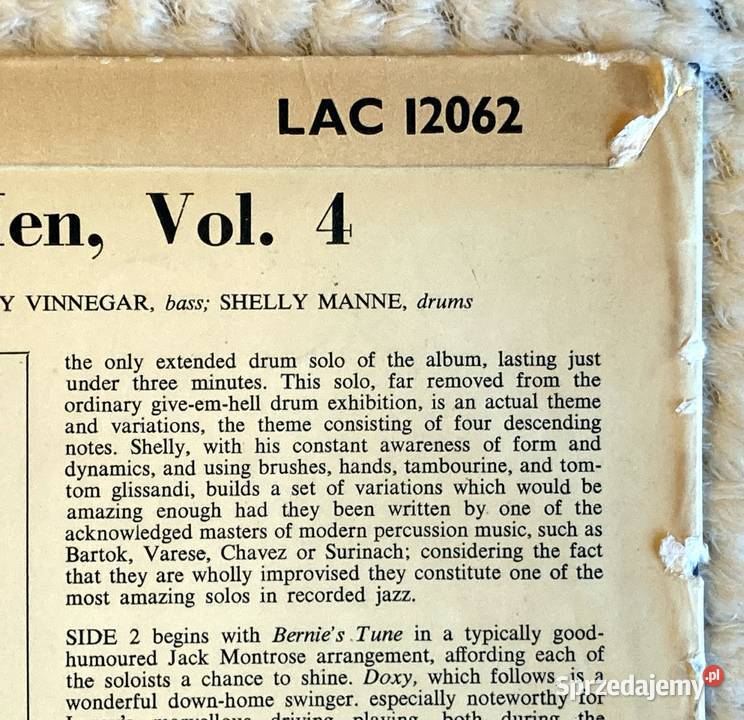 LAC 12062
en, Vol. 4
Y VINNEGAR, bass; SHELLY MANNE, drums
the only extended drum solo of the album, lasting just
under three minutes. This solo, far removed from the
ordinary give-em-hell drum exhibition, is an actual theme
and variations, the theme consisting of four descending
notes. Shelly, with his constant awareness of form and
dynamics, and using brushes, hands, tambourine, and tom-
tom glissandi, builds a set of variations which would be
amazing enough had they been written by one of the
acknowledged masters of modern percussion music, such as
Bartok, Varese, Chavez or Surinach; considering the fact
that they are wholly improvised they constitute one of the
most amazing solos in recorded jazz.
SIDE 2 begins with Bernie's Tune in a typically good-
humoured Jack Montrose arrangement, affording each of
the soloists a chance to shine. Doxy, which follows is a
wonderful down-home swinger. especially noteworthy for
marvellous driving playing both during the
Sprzedajemy.pl